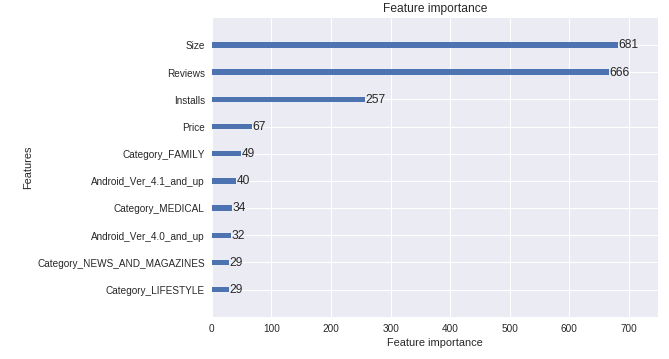 Feature importance
Size 681
Reviews 666
Installs 257
Price 67
Category_FAMILY 49
Android_Ver_4.1_and_up 40
Category_MEDICAL 34
Android_Ver_4.0_and_up 32
Category_NEWS_AND_MAGAZINES 29
Category_LIFESTYLE 29
Features
0 100 200 300 400 500 600 700
Feature importance